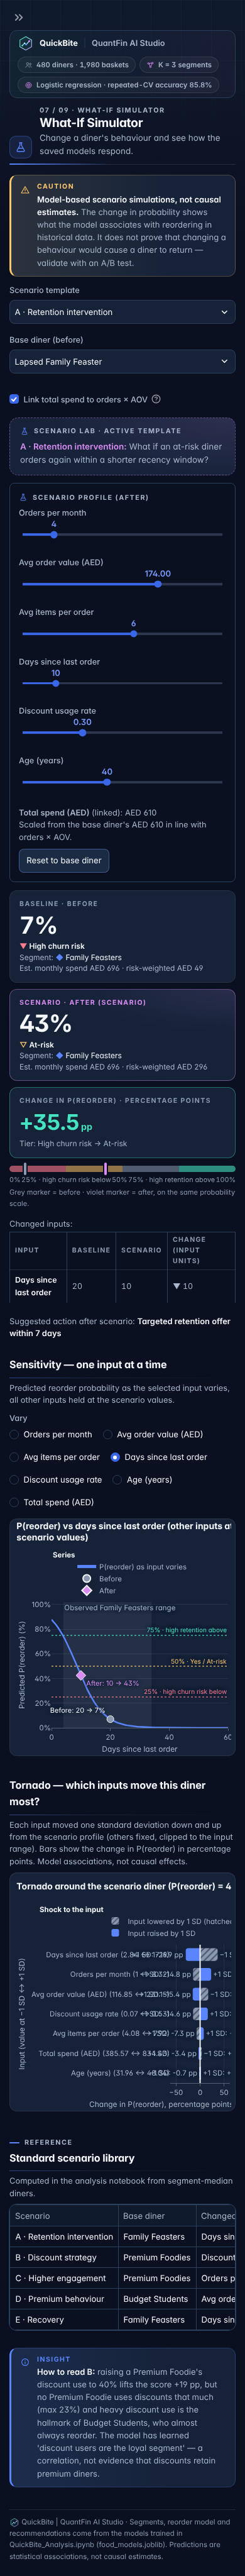 QuickBite | QuantFin AI Studio
480 diners · 1,980 baskets
K = 3 segments
Logistic regression · repeated-CV accuracy 85.8%
07 / 09 · WHAT-IF SIMULATOR
What-If Simulator
Change a diner's behaviour and see how the
saved models respond.
CAUTION
Model-based scenario simulations, not causal
estimates. The change in probability shows
what the model associates with reordering in
historical data. It does not prove that changing a
behaviour would cause a diner to return —
validate with an A/B test.
Scenario template
A · Retention intervention
Base diner (before)
Lapsed Family Feaster
Link total spend to orders × AOV
SCENARIO LAB · ACTIVE TEMPLATE
A · Retention intervention: What if an at-risk diner
orders again within a shorter recency window?
SCENARIO PROFILE (AFTER)
Orders per month
4
Avg order value (AED)
174.00
Avg items per order
6
Days since last order
10
Discount usage rate
0.30
Age (years)
40
Total spend (AED) (linked): AED 610
Scaled from the base diner's AED 610 in line with
orders × AOV.
Reset to base diner
BASELINE · BEFORE
7%
▼ High churn risk
Segment: ◆ Family Feasters
Est. monthly spend AED 696 · risk-weighted AED 49
SCENARIO · AFTER (SCENARIO)
43%
▽ At-risk
Segment: ◆ Family Feasters
Est. monthly spend AED 696 · risk-weighted AED 296
CHANGE IN P(REORDER) · PERCENTAGE POINTS
+35.5 pp
Tier: High churn risk → At-risk
0% 25% · high churn risk below 50% 75% · high retention above 100%
Grey marker = before · violet marker = after, on the same probability
scale.
Changed inputs:
INPUT BASELINE SCENARIO CHANGE (INPUT UNITS)
Days since last order 20 10 ▼ 10
Suggested action after scenario: Targeted retention offer
within 7 days
Sensitivity — one input at a time
Predicted reorder probability as the selected input varies,
all other inputs held at the scenario values.
Vary
Orders per month
Avg order value (AED)
Avg items per order
Days since last order
Discount usage rate
Age (years)
Total spend (AED)
P(reorder) vs days since last order (other inputs at
scenario values)
Series
P(reorder) as input varies
Before
After
Observed Family Feasters range
75% · high retention above
50% · Yes / At-risk
25% · high churn risk below
After: 10 → 43%
Before: 20 → 7%
Predicted P(reorder) (%)
100%
80%
60%
40%
20%
0%
0 20 40
Days since last order
Tornado — which inputs move this diner
most?
Each input moved one standard deviation down and up
from the scenario profile (others fixed, clipped to the input
range). Bars show the change in P(reorder) in percentage
points. Model associations, not causal effects.
Tornado around the scenario diner (P(reorder) = 4
Shock to the input
Input lowered by 1 SD (hatched
Input raised by 1 SD
Input (value at −1 SD ↔ +1 SD)
Days since last order
Orders per month
Avg order value (AED)
Discount usage rate
Avg items per order
Total spend (AED)
Age (years)
−50 0 50
Change in P(reorder), percentage points
REFERENCE
Standard scenario library
Computed in the analysis notebook from segment-median
diners.
Scenario Base diner Changed
A · Retention intervention Family Feasters Days sin
B · Discount strategy Premium Foodies Discount
C · Higher engagement Premium Foodies Orders p
D · Premium behaviour Budget Students Avg orde
E · Recovery Family Feasters Days sin
INSIGHT
How to read B: raising a Premium Foodie's
discount use to 40% lifts the score +19 pp, but
no Premium Foodie uses discounts that much
(max 23%) and heavy discount use is the
hallmark of Budget Students, who almost
always reorder. The model has learned
'discount users are the loyal segment' — a
correlation, not evidence that discounts retain
premium diners.
QuickBite | QuantFin AI Studio · Segments, reorder model and
recommendations come from the models trained in
QuickBite_Analysis.ipynb (food_models.joblib). Predictions are
statistical associations, not causal estimates.